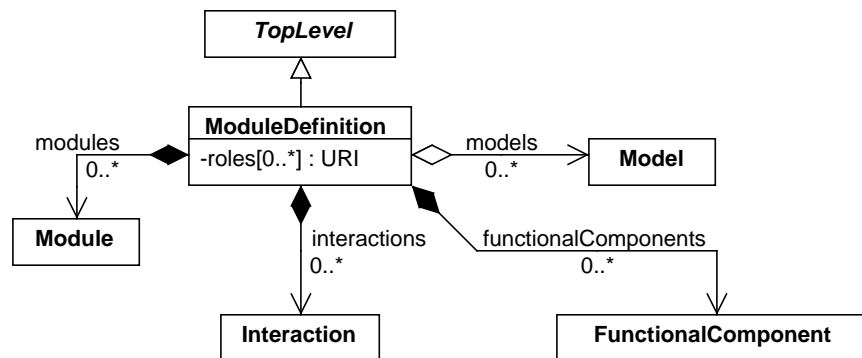 TopLevel
ModuleDefinition
-roles[0..*] : URI
modules
0..*
models
0..*
Model
Module
interactions
0..*
functionalComponents
0..*
Interaction
FunctionalComponent